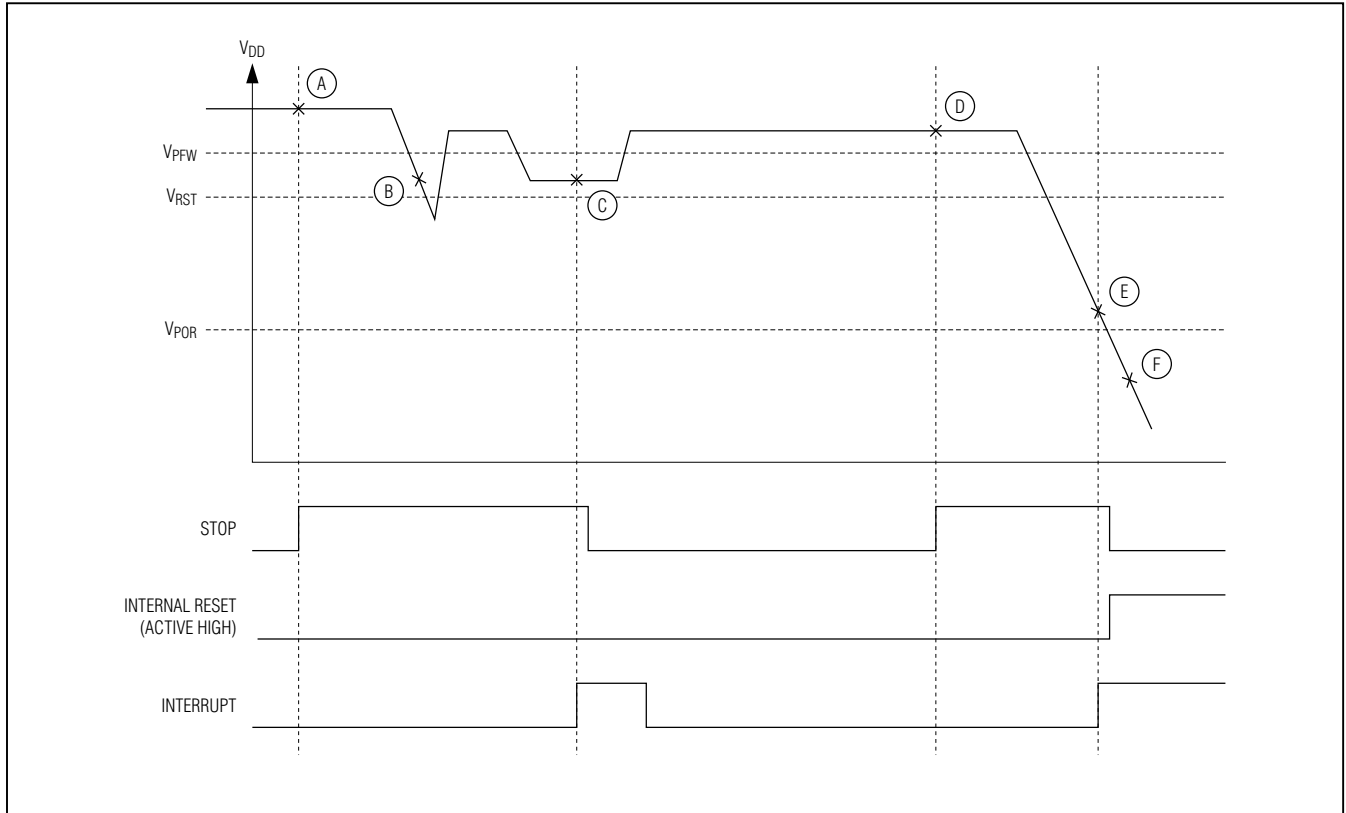 VDD
A
D
VPFW
B
VRST
C
E
VPOR
F
STOP
INTERNAL RESET
(ACTIVE HIGH)
INTERRUPT